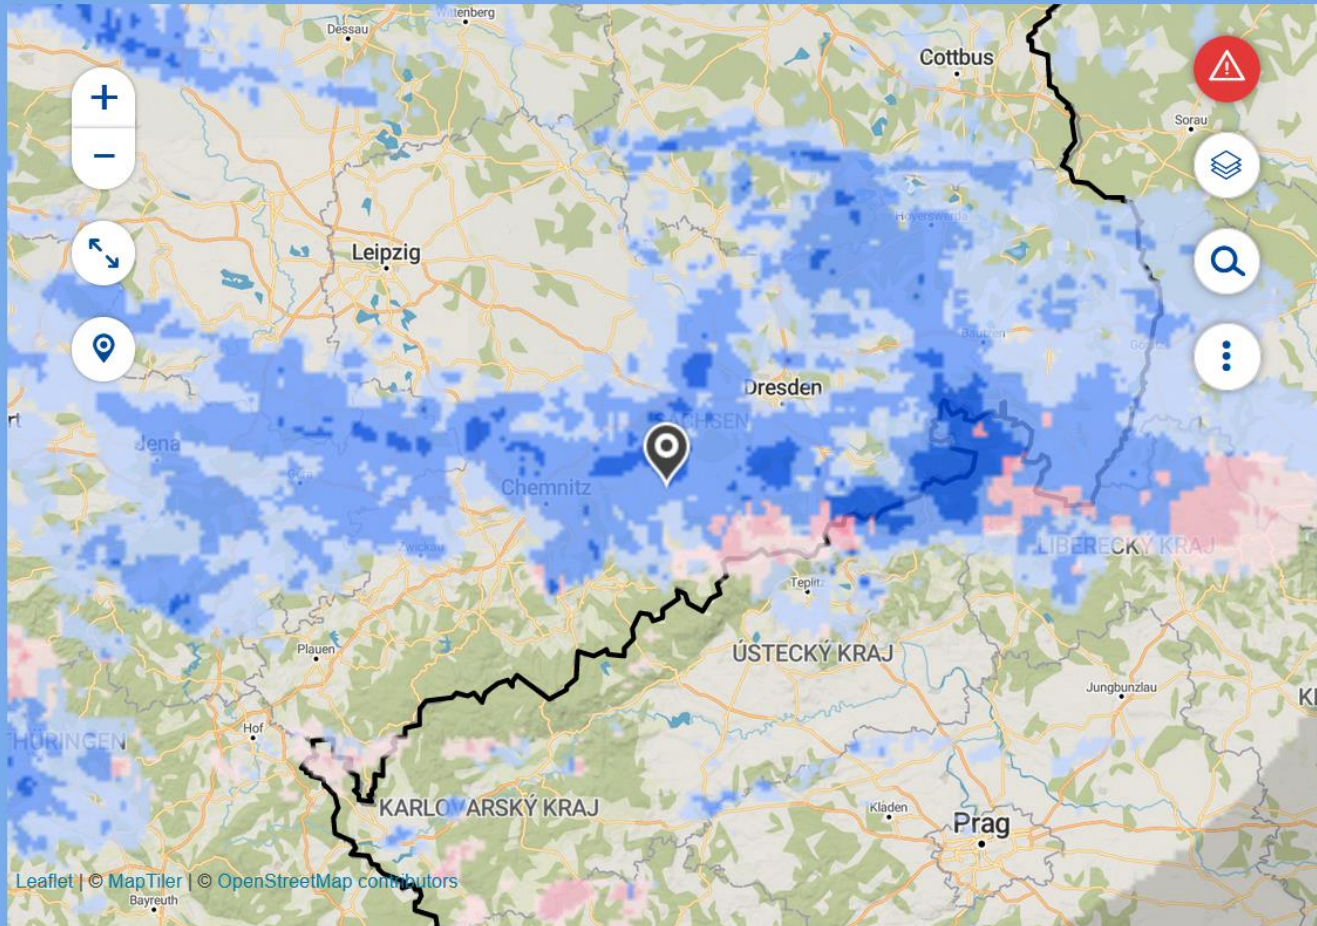 Wittenberg
Dessau
Cottbus
Sorau
Leipzig
Hoyerswerda
Bautzen
Dresden
SACHSEN
Jena
Gera
Chemnitz
Zwickau
LIBERECKÝ KRAJ
Teplitz
Plauen
ÚSTECKÝ KRAJ
Jungbunzlau
Hof
THÜRINGEN
KARLOVARSKÝ KRAJ
Kladen
Prag
Leaflet | © MapTiler | © OpenStreetMap contributors
Bayreuth